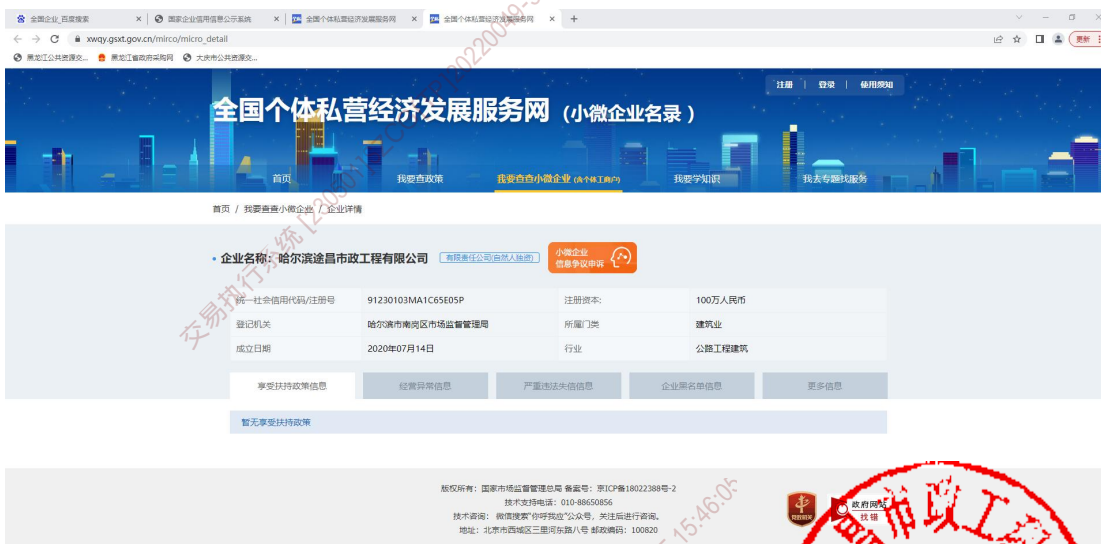 全国企业_百度搜索
国家企业信用信息公示系统
全国个体私营经济发展服务网
全国个体私营经济发展服务网
xwqy.gsxt.gov.cn/mirco/micro_detail
更新
黑龙江公共资源交...
黑龙江省政府采购网
大庆市公共资源交...
注册 | 登录 | 使用须知
全国个体私营经济发展服务网（小微企业名录）
首页
我要查政策
我要查查小微企业 (含个体工商户)
我要学知识
我去专题找服务
首页 / 我要查查小微企业 / 企业详情
企业名称：哈尔滨途昌市政工程有限公司
有限责任公司(自然人独资)
小微企业
信息争议申诉
统一社会信用代码/注册号 91230103MA1C65E05P 注册资本: 100万人民币
登记机关 哈尔滨市南岗区市场监督管理局 所属门类 建筑业
成立日期 2020年07月14日 行业 公路工程建筑
享受扶持政策信息 经营异常信息 严重违法失信信息 企业黑名单信息 更多信息
暂无享受扶持政策
版权所有：国家市场监督管理总局 备案号：京ICP备18022388号-2
技术支持电话：010-88650856
技术咨询：微信搜索“你呼我应”公众号，关注后进行咨询。
地址：北京市西城区三里河东路八号 邮政编码：100820
党政机关
政府网站
找错
市政工
交易执行系统
15:46:05